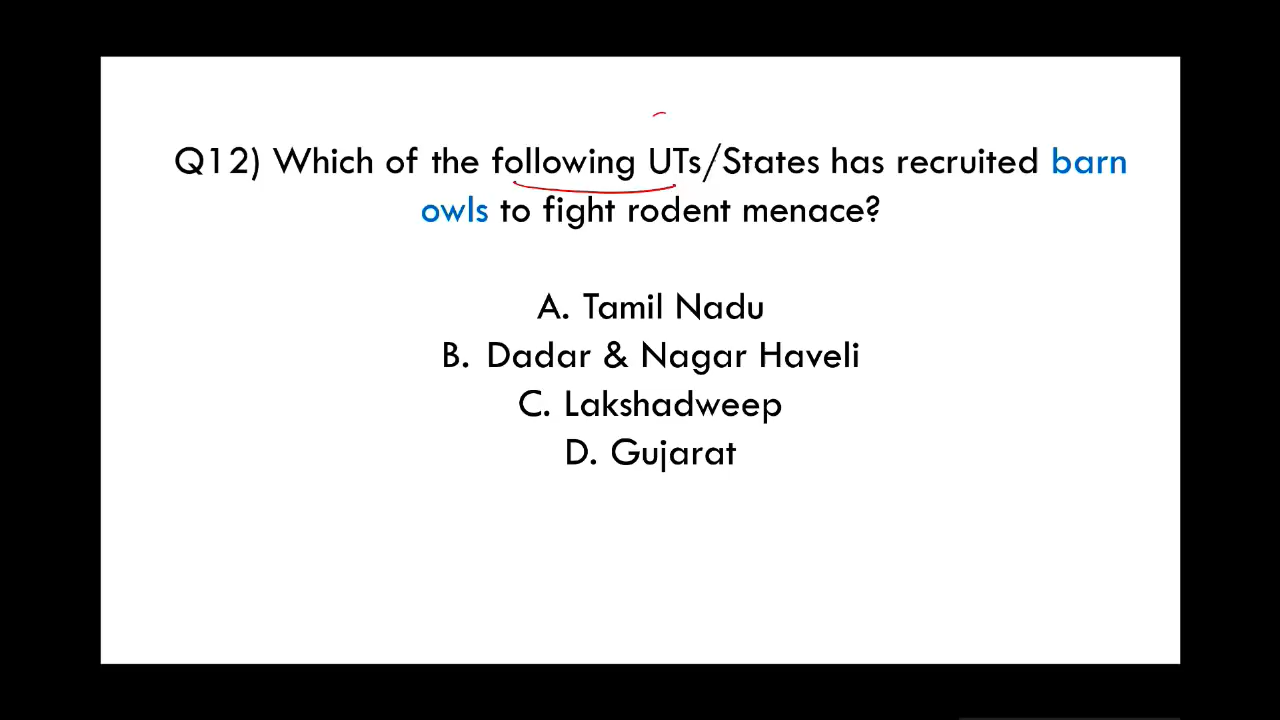 Q12) Which of the following UTs/States has recruited barn
owls to fight rodent menace?
A. Tamil Nadu
B. Dadar & Nagar Haveli
C. Lakshadweep
D. Gujarat